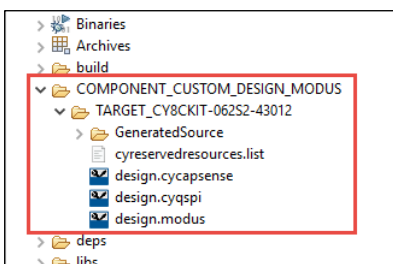 Binaries
Archives
build
COMPONENT_CUSTOM_DESIGN_MODUS
TARGET_CY8CKIT-062S2-43012
GeneratedSource
cyreservedresources.list
design.cycapsense
design.cyqspi
design.modus
deps
libs